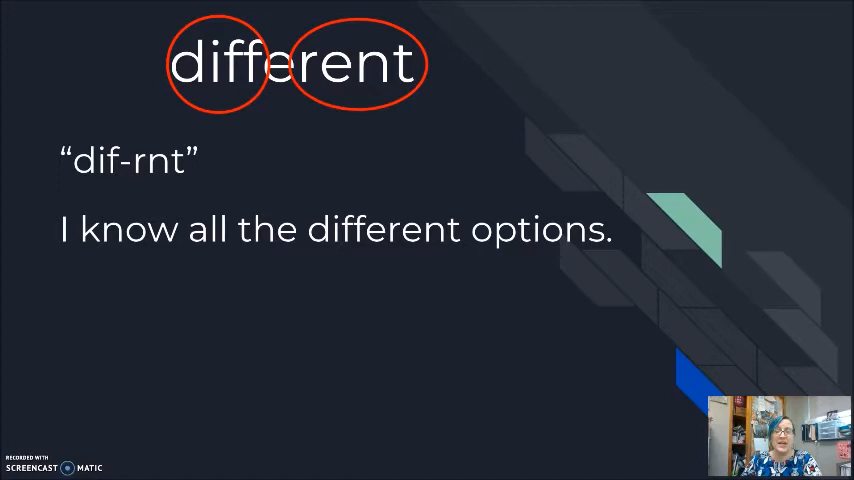 different
“dif-rnt”
I know all the different options.
RECORDED WITH
SCREENCAST MATIC